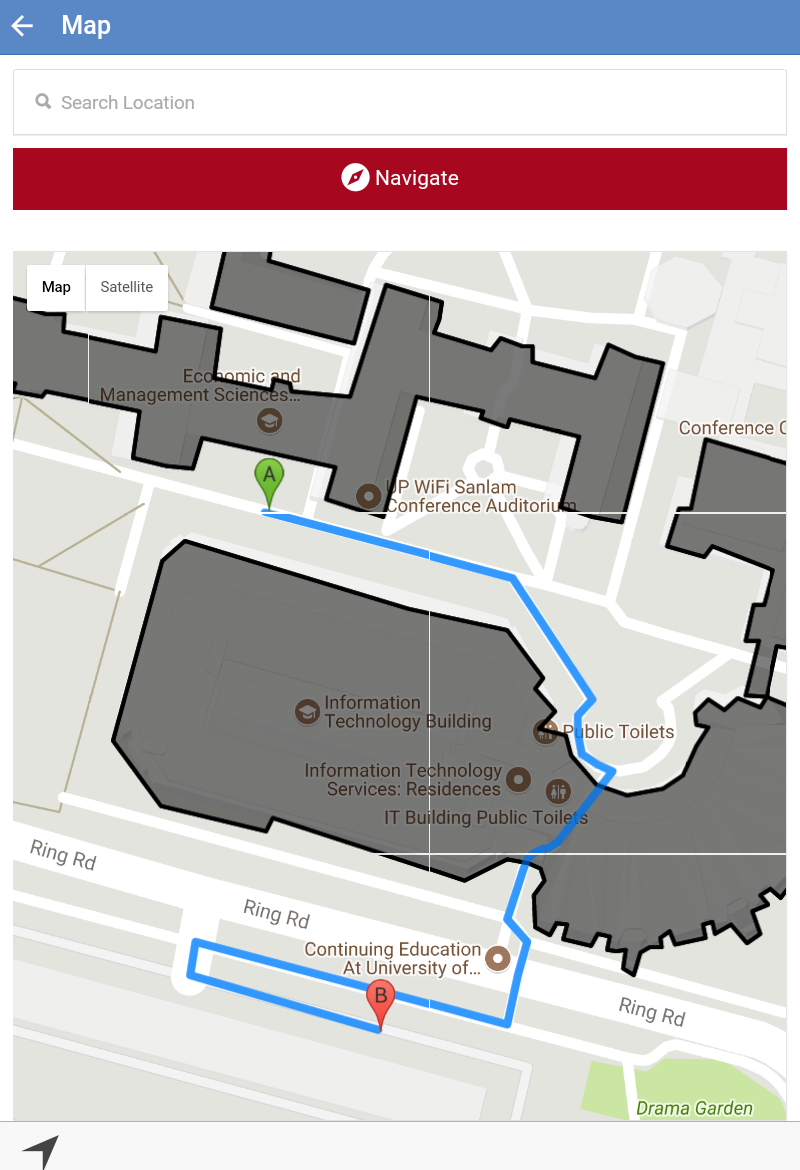 Map
Search Location
Navigate
Map
Satellite
Economic and
Management Sciences...
A
Conference C
UP WiFi Sanlam
Conference Auditorium
Information
Technology Building
Public Toilets
Information Technology
Services: Residences
IT Building Public Toilets
Ring Rd
Ring Rd
Continuing Education
At University of...
B
Ring Rd
Drama Garden